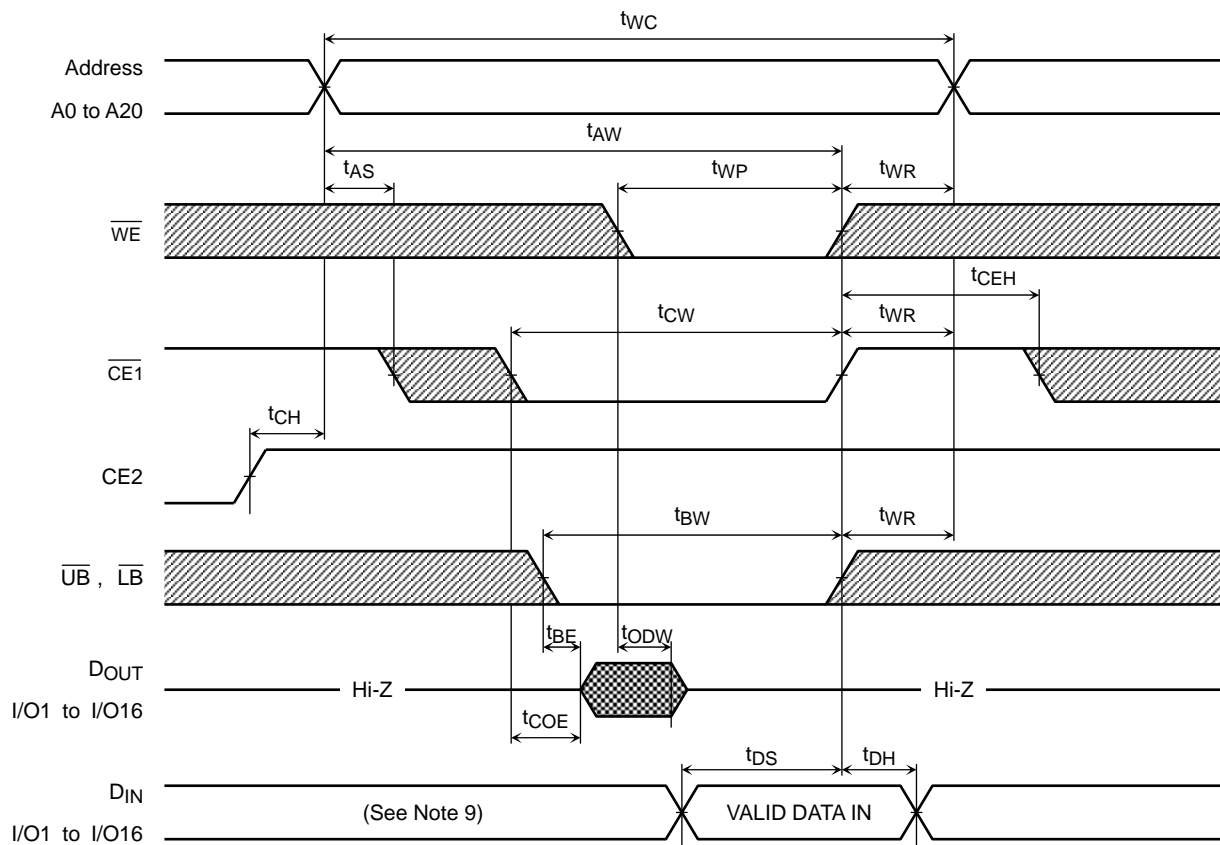 tWC
Address
A0 to A20
tAW
tAS
tWP
tWR
WE
tCEH
tCW
tWR
CE1
tCH
CE2
tBW
tWR
UB , LB
tBE
tODW
DOUT
Hi-Z
Hi-Z
I/O1 to I/O16
tCOE
tDS
tDH
DIN
(See Note 9)
VALID DATA IN
I/O1 to I/O16